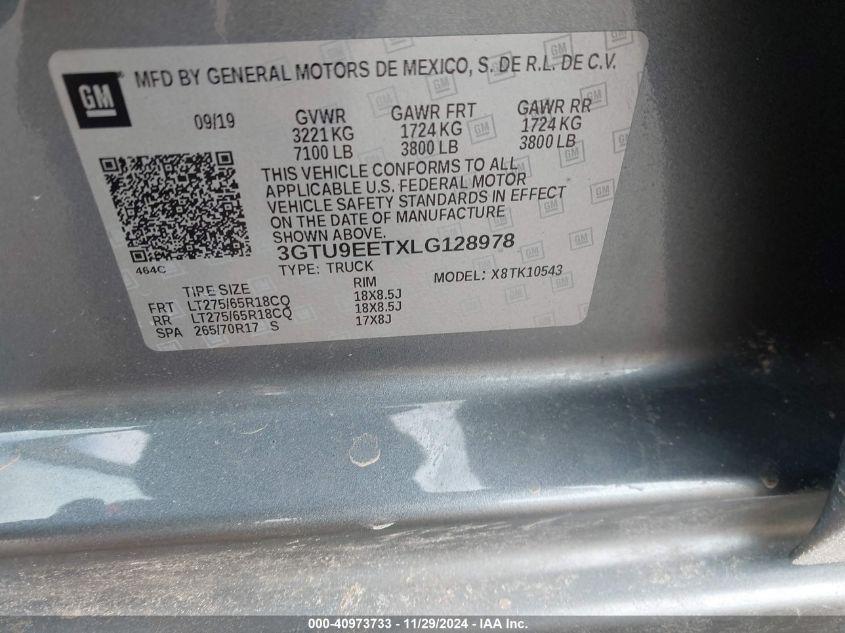 GM
MFD BY GENERAL MOTORS DE MEXICO, S. DE R.L. DE C.V.
09/19 GVWR GAWR FRT GAWR RR
3221 KG 1724 KG 1724 KG
7100 LB 3800 LB 3800 LB
THIS VEHICLE CONFORMS TO ALL
APPLICABLE U.S. FEDERAL MOTOR
VEHICLE SAFETY STANDARDS IN EFFECT
ON THE DATE OF MANUFACTURE
SHOWN ABOVE.
3GTU9EETXLG128978
464C
TYPE: TRUCK MODEL: X8TK10543
TIPE SIZE RIM
FRT LT275/65R18CQ 18X8.5J
RR LT275/65R18CQ 18X8.5J
SPA 265/70R17 S 17X8J
000-40973733 — 11/29/2024 — IAAI Inc.